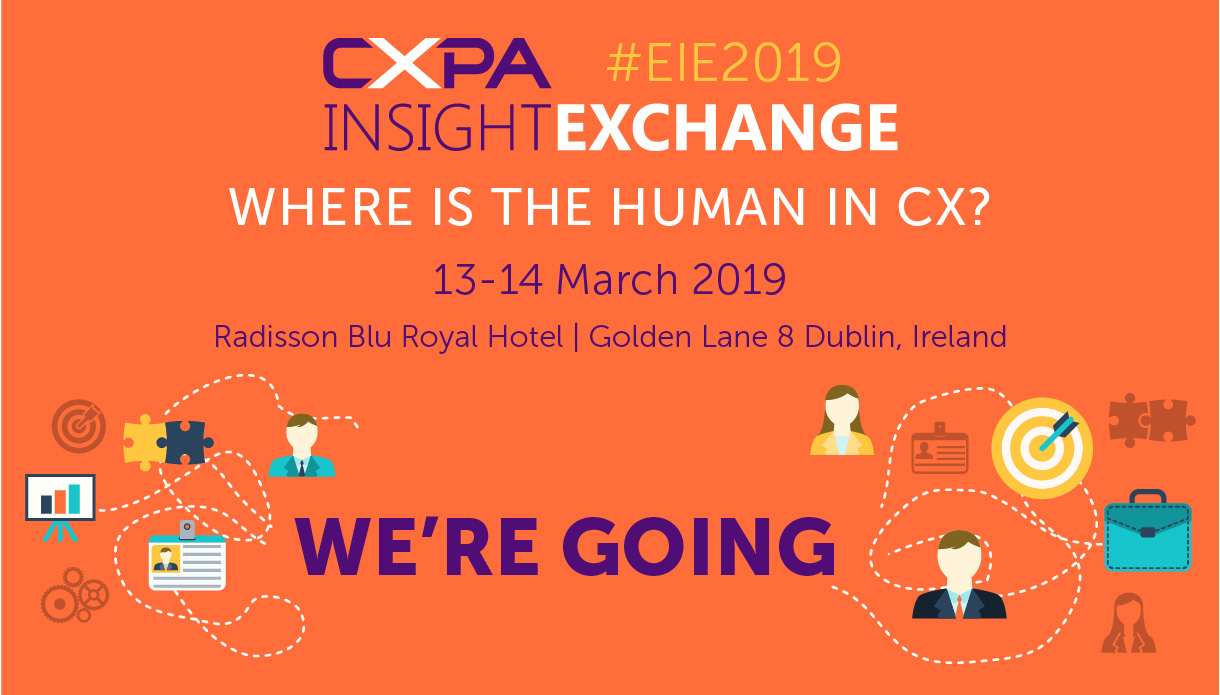 CXPA #EIE2019
INSIGHTEXCHANGE
WHERE IS THE HUMAN IN CX?
13-14 March 2019
Radisson Blu Royal Hotel | Golden Lane 8 Dublin, Ireland
WE'RE GOING